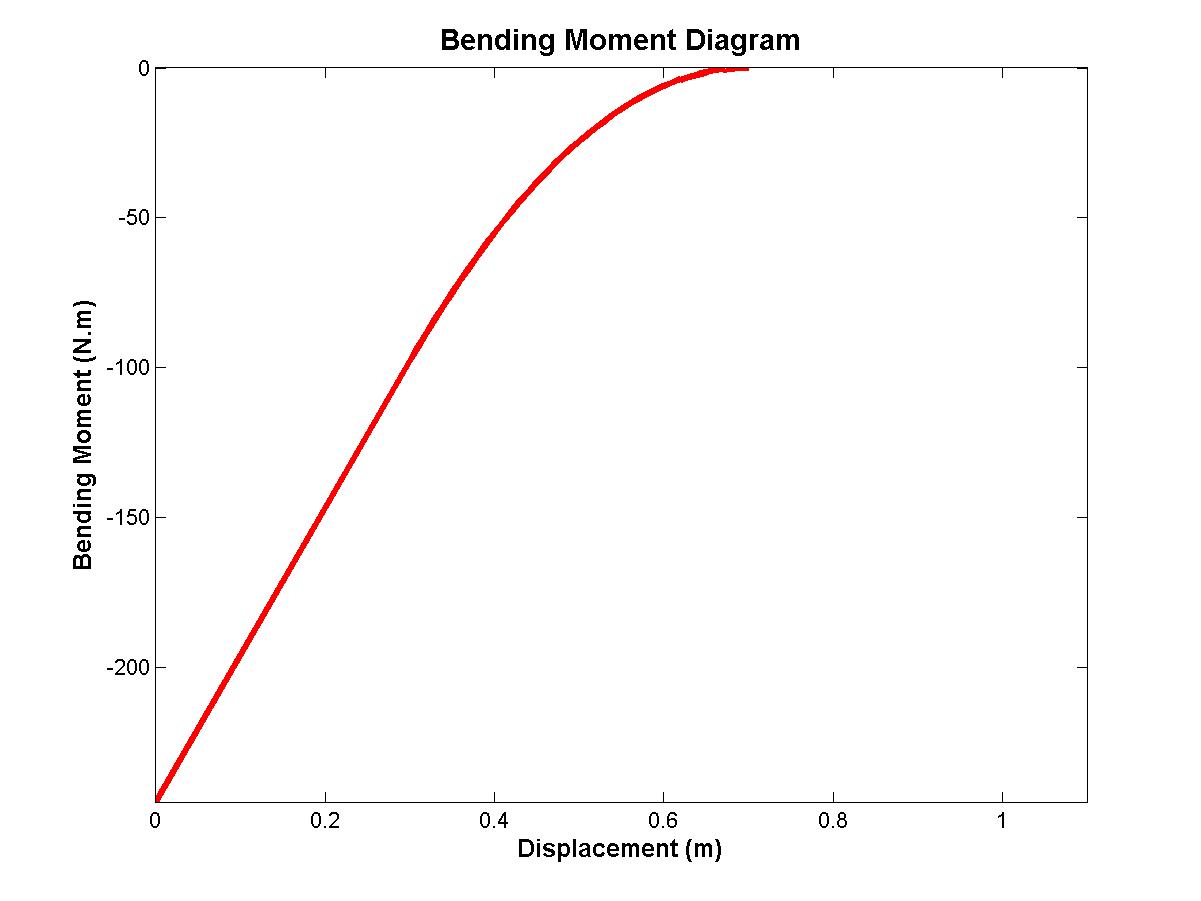 Bending Moment Diagram
0
-50
-100
-150
-200
Bending Moment (N.m)
0 0.2 0.4 0.6 0.8 1
Displacement (m)